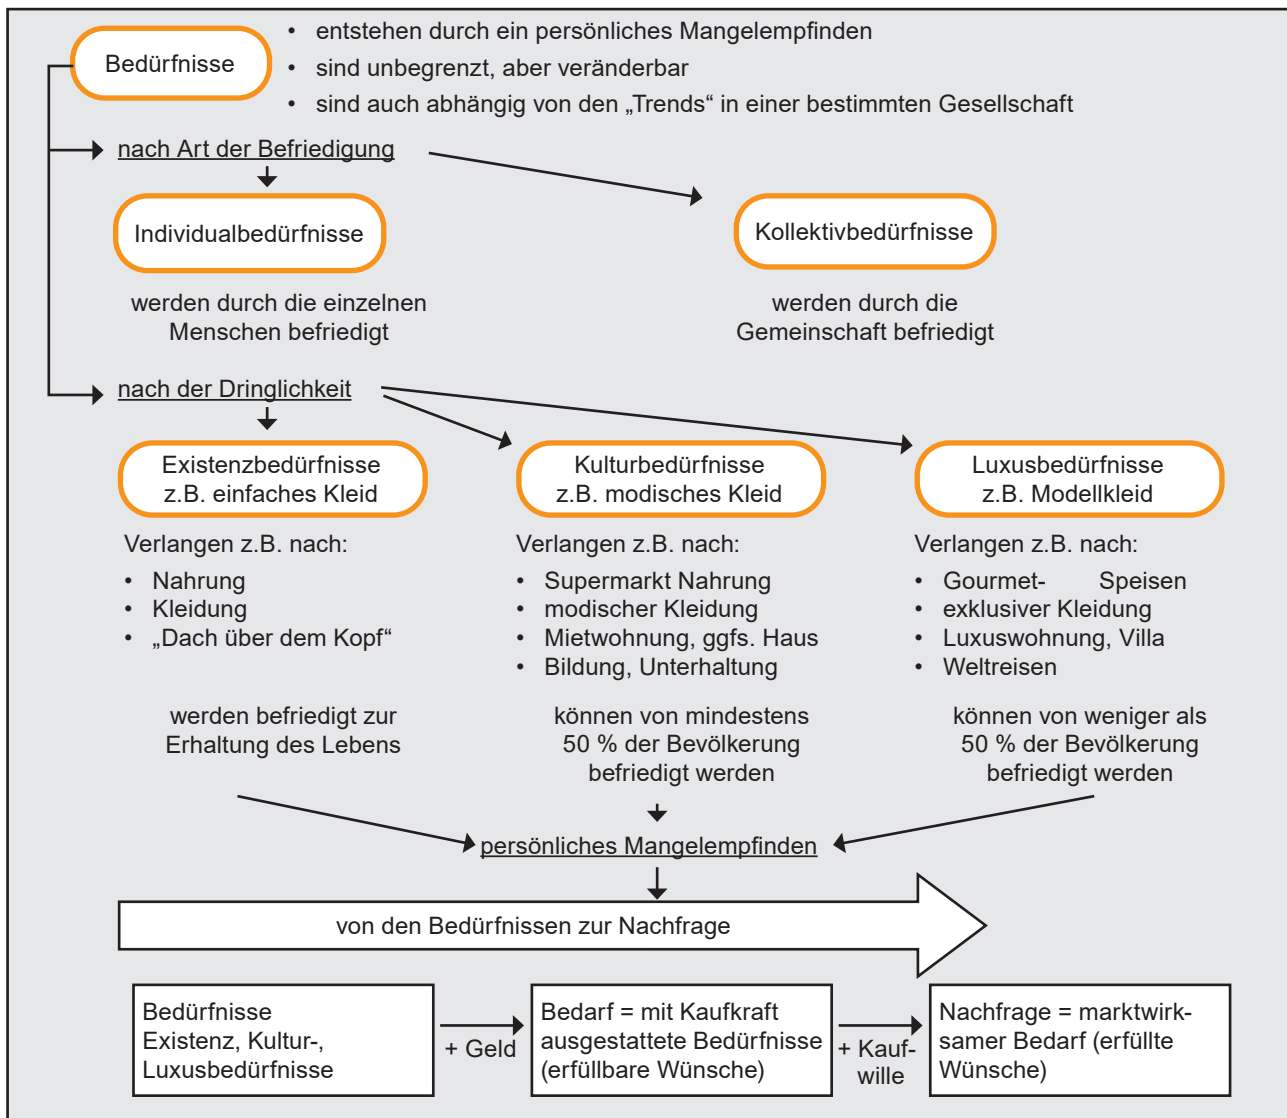 Bedürfnisse
• entstehen durch ein persönliches Mangelempfinden
• sind unbegrenzt, aber veränderbar
• sind auch abhängig von den „Trends“ in einer bestimmten Gesellschaft
nach Art der Befriedigung
Individualbedürfnisse
werden durch die einzelnen
Menschen befriedigt
Kollektivbedürfnisse
werden durch die
Gemeinschaft befriedigt
nach der Dringlichkeit
Existenzbedürfnisse
z.B. einfaches Kleid
Verlangen z.B. nach:
• Nahrung
• Kleidung
• „Dach über dem Kopf“
werden befriedigt zur
Erhaltung des Lebens
Kulturbedürfnisse
z.B. modisches Kleid
Verlangen z.B. nach:
• Supermarkt Nahrung
• modischer Kleidung
• Mietwohnung, ggfs. Haus
• Bildung, Unterhaltung
können von mindestens
50 % der Bevölkerung
befriedigt werden
Luxusbedürfnisse
z.B. Modellkleid
Verlangen z.B. nach:
• Gourmet- Speisen
• exklusiver Kleidung
• Luxuswohnung, Villa
• Weltreisen
können von weniger als
50 % der Bevölkerung
befriedigt werden
persönliches Mangelempfinden
von den Bedürfnissen zur Nachfrage
Bedürfnisse
Existenz, Kultur-,
Luxusbedürfnisse
+ Geld
Bedarf = mit Kaufkraft
ausgestattete Bedürfnisse
(erfüllbare Wünsche)
+ Kauf-
wille
Nachfrage = marktwirk-
samer Bedarf (erfüllte
Wünsche)